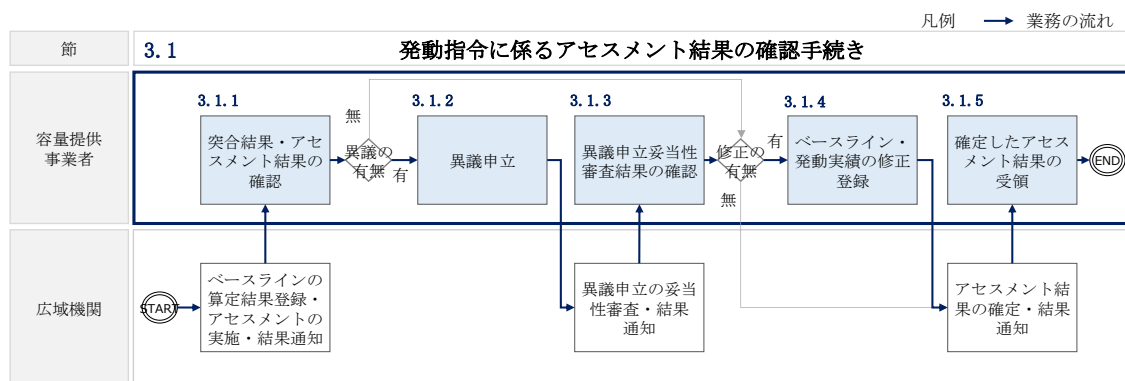 凡例 業務の流れ
節
3.1 発動指令に係るアセスメント結果の確認手続き
容量提供
事業者
3.1.1
突合結果・アセ
スメント結果の
確認
無
異議の
有無
有
3.1.2
異議申立
3.1.3
異議申立妥当性
審査結果の確認
修正の
有無
有
無
3.1.4
ベースライン・
発動実績の修正
登録
3.1.5
確定したアセス
メント結果の
受領
END
広域機関
START
ベースラインの
算定結果登録・
アセスメントの
実施・結果通知
異議申立の妥当
性審査・結果
通知
アセスメント結
果の確定・結果
通知